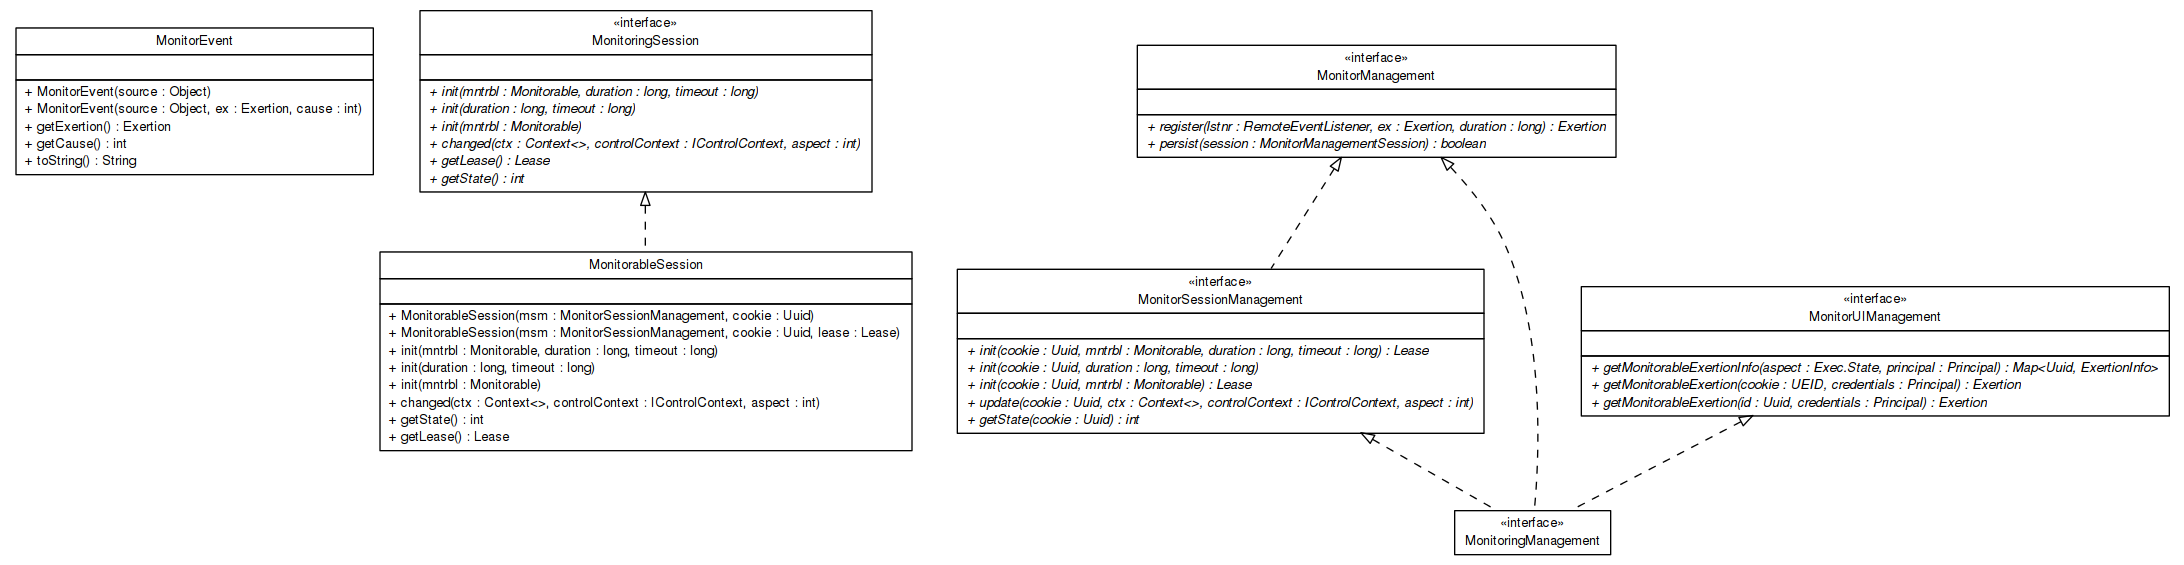 MonitorEvent
+ MonitorEvent(source : Object)
+ MonitorEvent(source : Object, ex : Exertion, cause : int)
+ getExertion() : Exertion
+ getCause() : int
+ toString() : String
«interface»
MonitoringSession
+ init(mntrbl : Monitorable, duration : long, timeout : long)
+ init(duration : long, timeout : long)
+ init(mntrbl : Monitorable)
+ changed(ctx : Context<>, controlContext : IControlContext, aspect : int)
+ getLease() : Lease
+ getState() : int
«interface»
MonitorManagement
+ register(lstnr : RemoteEventListener, ex : Exertion, duration : long) : Exertion
+ persist(session : MonitorManagementSession) : boolean
MonitorableSession
+ MonitorableSession(msm : MonitorSessionManagement, cookie : Uuid)
+ MonitorableSession(msm : MonitorSessionManagement, cookie : Uuid, lease : Lease)
+ init(mntrbl : Monitorable, duration : long, timeout : long)
+ init(duration : long, timeout : long)
+ init(mntrbl : Monitorable)
+ changed(ctx : Context<>, controlContext : IControlContext, aspect : int)
+ getState() : int
+ getLease() : Lease
«interface»
MonitorSessionManagement
+ init(cookie : Uuid, mntrbl : Monitorable, duration : long, timeout : long) : Lease
+ init(cookie : Uuid, duration : long, timeout : long)
+ init(cookie : Uuid, mntrbl : Monitorable) : Lease
+ update(cookie : Uuid, ctx : Context<>, controlContext : IControlContext, aspect : int)
+ getState(cookie : Uuid) : int
«interface»
MonitorUIManagement
+ getMonitorableExertionInfo(aspect : Exec.State, principal : Principal) : Map<Uuid, ExertionInfo>
+ getMonitorableExertion(cookie : UEID, credentials : Principal) : Exertion
+ getMonitorableExertion(id : Uuid, credentials : Principal) : Exertion
«interface»
MonitoringManagement